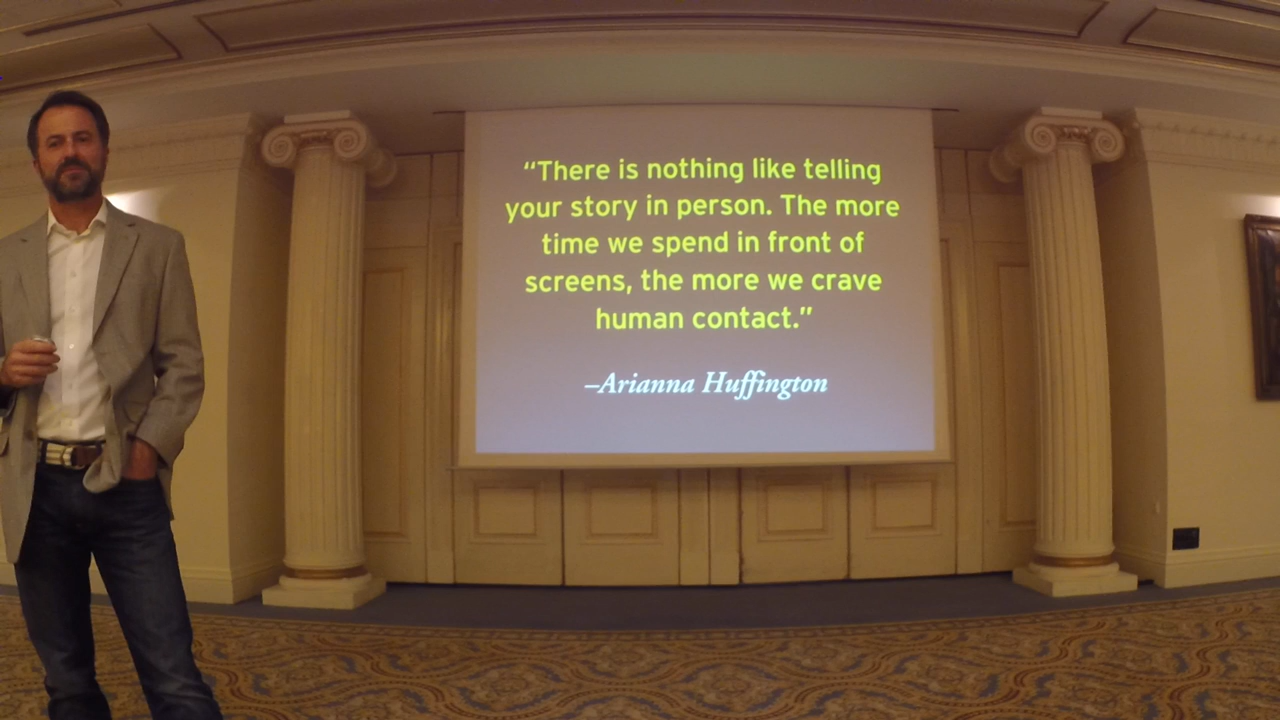 “There is nothing like telling
your story in person. The more
time we spend in front of
screens, the more we crave
human contact.”
–Arianna Huffington